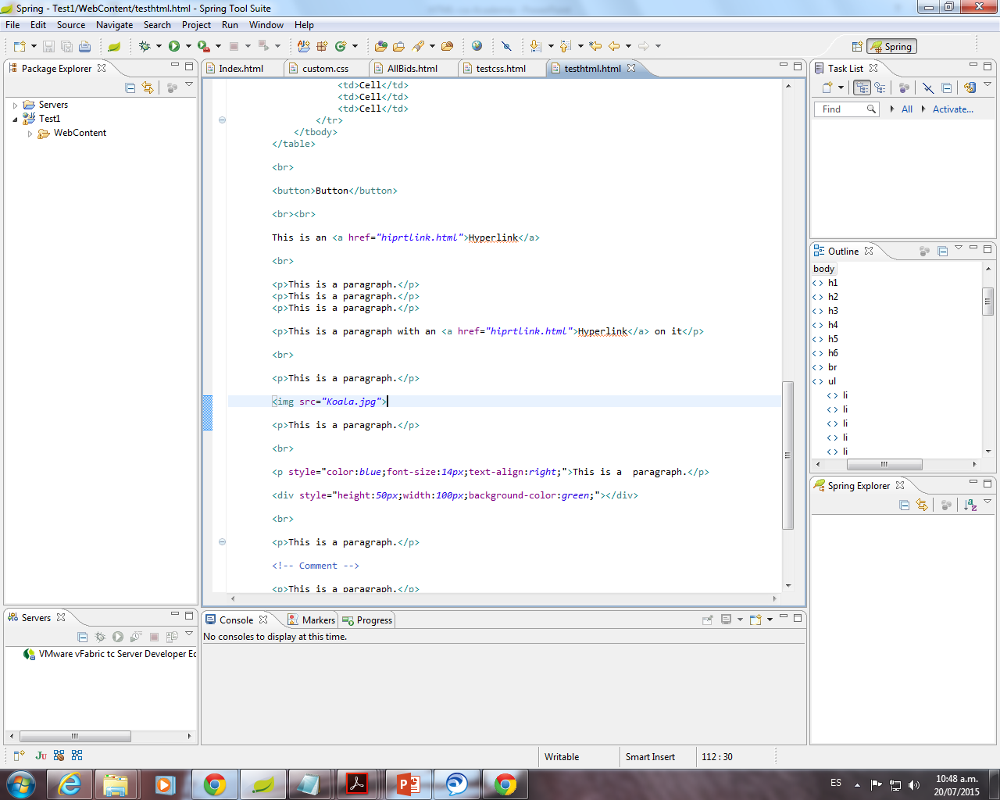 Spring - Test1/WebContent/testhtml.html - Spring Tool Suite
File Edit Source Navigate Search Project Run Window Help
Spring
Package Explorer
Servers
Test1
WebContent
Index.html custom.css AllBids.html testcss.html testhtml.html
<td>Cell</td>
<td>Cell</td>
<td>Cell</td>
</tr>
</tbody>
</table>
<br>
<button>Button</button>
<br><br>
This is an <a href="hiprtlink.html">Hyperlink</a>
<br>
<p>This is a paragraph.</p>
<p>This is a paragraph.</p>
<p>This is a paragraph.</p>
<p>This is a paragraph with an <a href="hiprtlink.html">Hyperlink</a> on it</p>
<br>
<p>This is a paragraph.</p>
<img src="Koala.jpg">
<p>This is a paragraph.</p>
<br>
<p style="color:blue;font-size:14px;text-align:right;">This is a  paragraph.</p>
<div style="height:50px;width:100px;background-color:green;"></div>
<br>
<p>This is a paragraph.</p>
<!-- Comment -->
<p>This is a paragraph.</p>
Task List
Find All Activate...
Outline
body
h1
h2
h3
h4
h5
h6
br
ul
li
li
li
li
li
Spring Explorer
Servers
VMware vFabric tc Server Developer Ec
Console Markers Progress
No consoles to display at this time.
Writable Smart Insert 112 : 30
ES
10:48 a.m.
20/07/2015